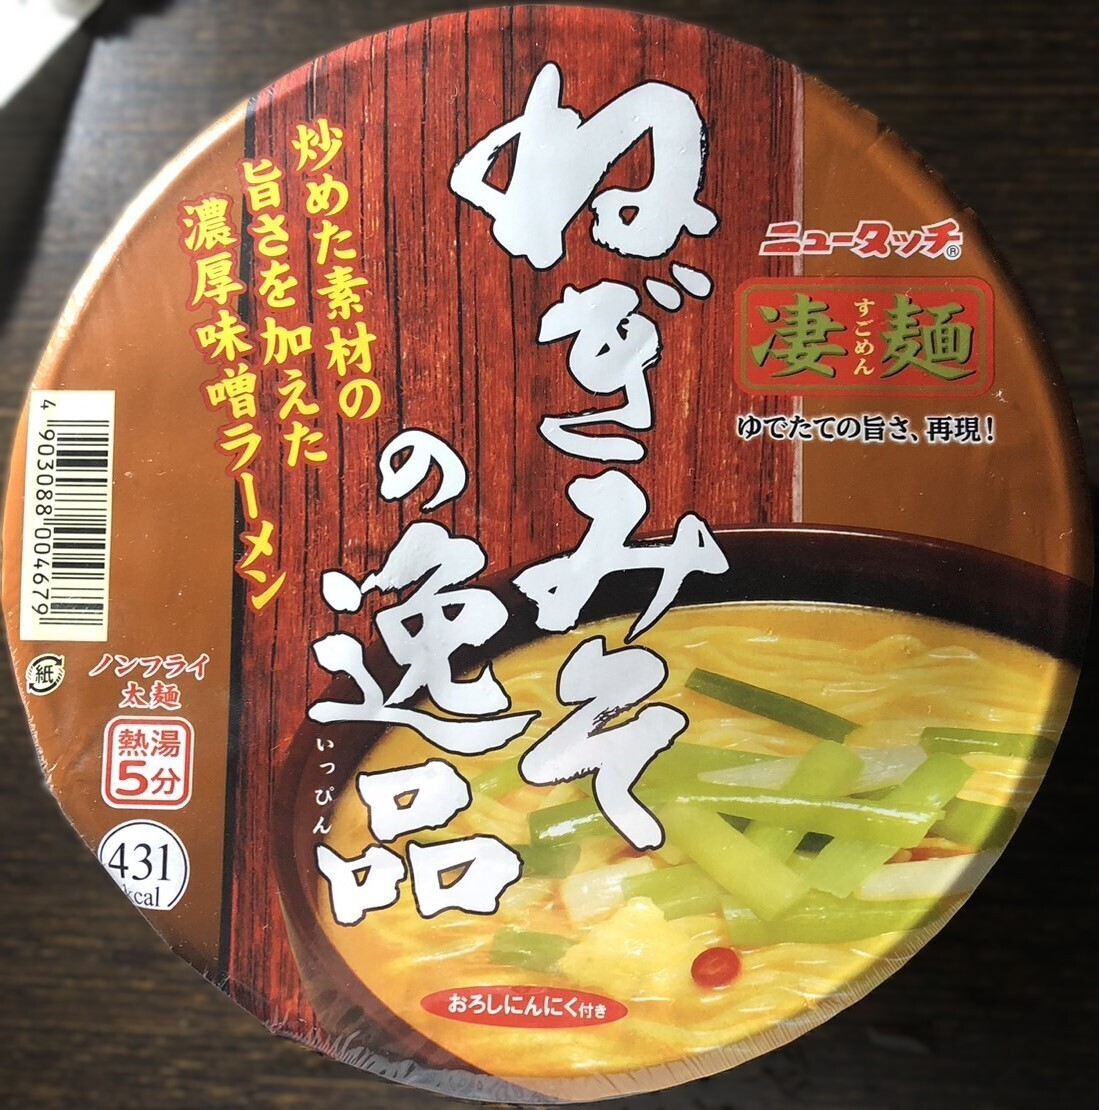 ねぎみそ
の逸品
いっぴん
ニュータッチ®
凄麺
すごめん
ゆでたての旨さ、再現！
炒めた素材の
旨さを加えた
濃厚味噌ラーメン
4 903088 004679
紙
ノンフライ
太麺
熱湯
5分
431
kcal
おろしにんにく付き